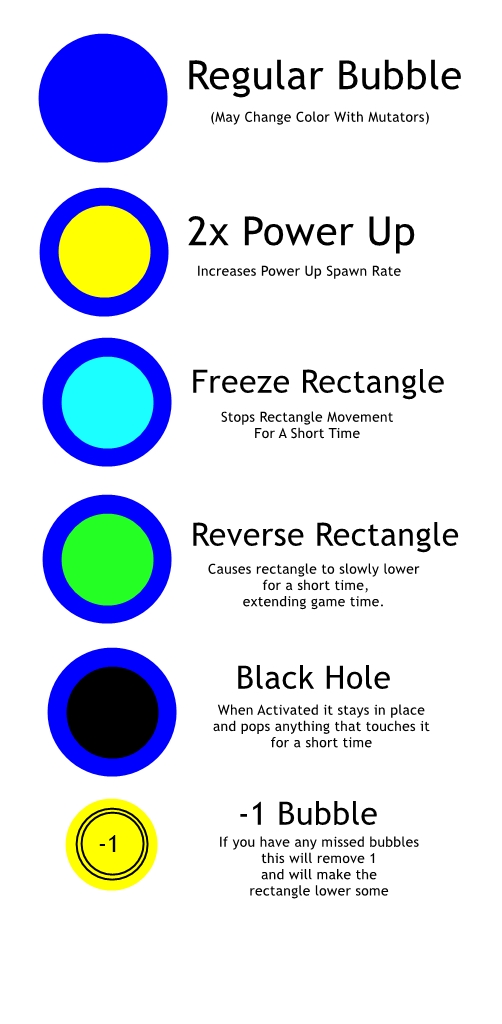 Regular Bubble
(May Change Color With Mutators)
2x Power Up
Increases Power Up Spawn Rate
Freeze Rectangle
Stops Rectangle Movement
For A Short Time
Reverse Rectangle
Causes rectangle to slowly lower
for a short time,
extending game time.
Black Hole
When Activated it stays in place
and pops anything that touches it
for a short time
-1
-1 Bubble
If you have any missed bubbles
this will remove 1
and will make the
rectangle lower some